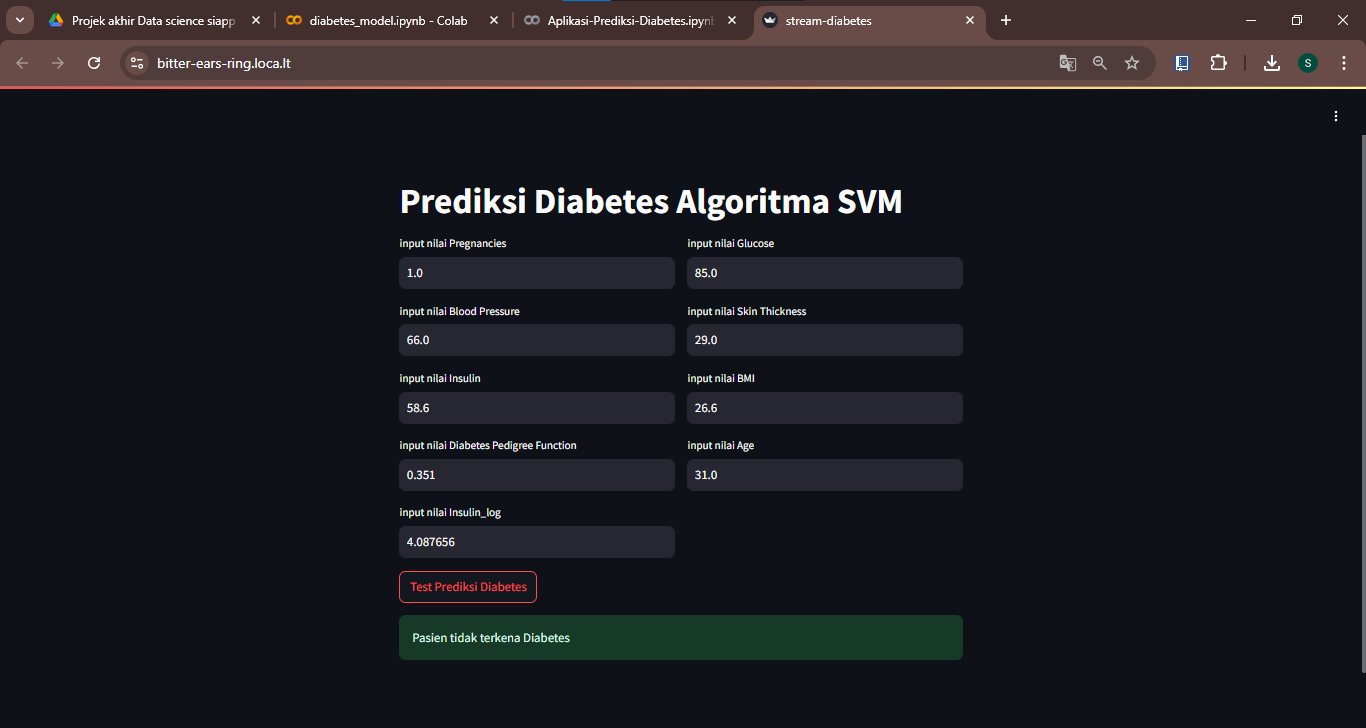 Projek akhir Data science siapp
diabetes_model.ipynb - Colab
Aplikasi-Prediksi-Diabetes.ipynb
stream-diabetes
bitter-ears-ring.loca.lt
S
Prediksi Diabetes Algoritma SVM
input nilai Pregnancies
input nilai Glucose
1.0
85.0
input nilai Blood Pressure
input nilai Skin Thickness
66.0
29.0
input nilai Insulin
input nilai BMI
58.6
26.6
input nilai Diabetes Pedigree Function
input nilai Age
0.351
31.0
input nilai Insulin_log
4.087656
Test Prediksi Diabetes
Pasien tidak terkena Diabetes